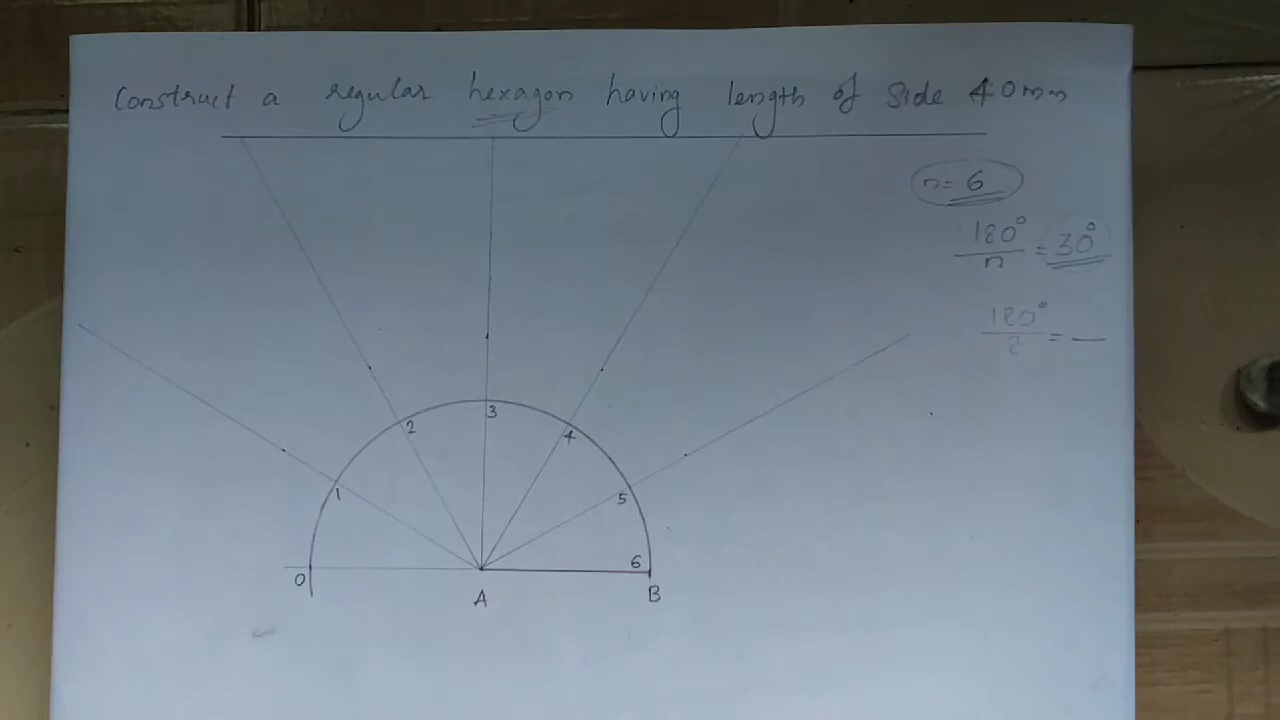 Construct a regular hexagon having length of Side 40mm
n= 6
180° / n = 30°
180° / 8 = —
3
2
4
1
5
6
0
A
B